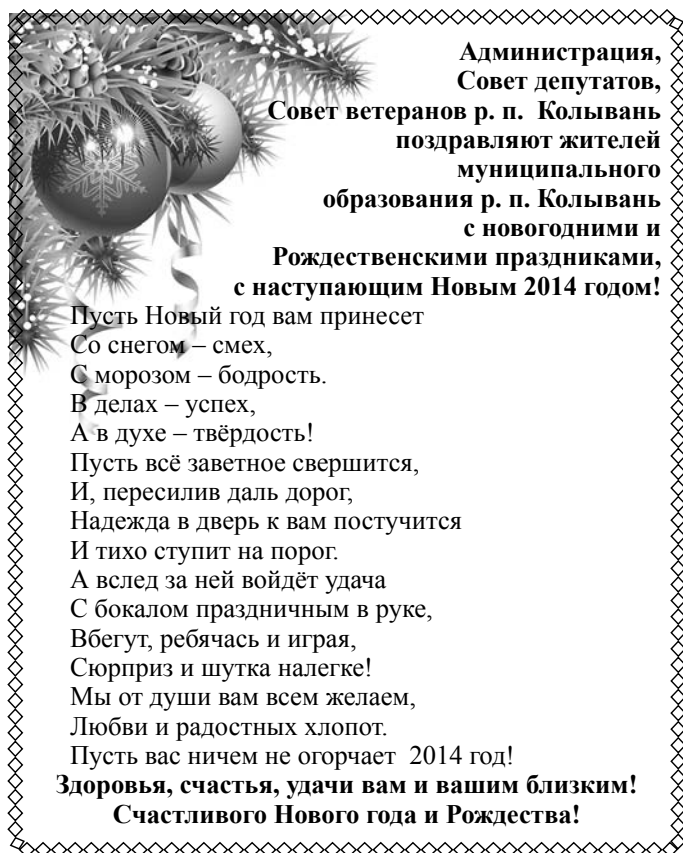 Администрация,
Совет депутатов,
Совет ветеранов р. п. Колывань
поздравляют жителей
муниципального
образования р. п. Колывань
с новогодними и
Рождественскими праздниками,
с наступающим Новым 2014 годом!
Пусть Новый год вам принесет
Со снегом – смех,
С морозом – бодрость.
В делах – успех,
А в духе – твёрдость!
Пусть всё заветное свершится,
И, пересилив даль дорог,
Надежда в дверь к вам постучится
И тихо ступит на порог.
А вслед за ней войдёт удача
С бокалом праздничным в руке,
Вбегут, ребячась и играя,
Сюрприз и шутка налегке!
Мы от души вам всем желаем,
Любви и радостных хлопот.
Пусть вас ничем не огорчает 2014 год!
Здоровья, счастья, удачи вам и вашим близким!
Счастливого Нового года и Рождества!